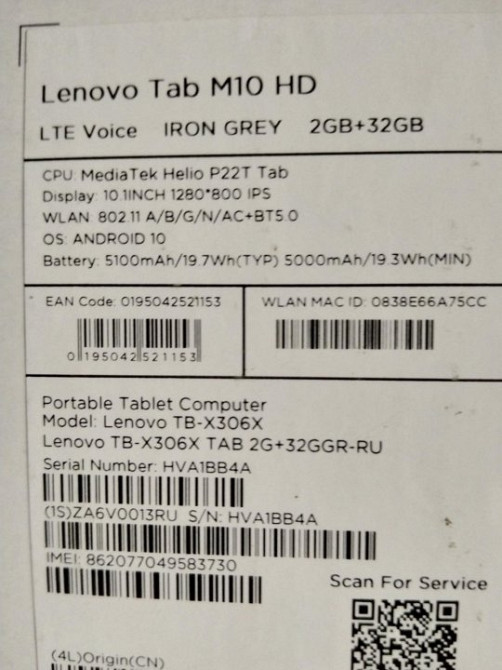 Lenovo Tab M10 HD
LTE Voice IRON GREY 2GB+32GB
CPU: MediaTek Helio P22T Tab
Display: 10.1INCH 1280*800 IPS
WLAN: 802.11 A/B/G/N/AC+BT5.0
OS: ANDROID 10
Battery: 5100mAh/19.7Wh(TYP) 5000mAh/19.3Wh(MIN)
EAN Code: 0195042521153
WLAN MAC ID: 0838E66A75CC
0 195042 521153
Portable Tablet Computer
Model: Lenovo TB-X306X
Lenovo TB-X306X TAB 2G+32GGR-RU
Serial Number: HVA1BB4A
(1S)ZA6V0013RU S/N: HVA1BB4A
IMEI: 862077049583730
Scan For Service
(4L)Origin(CN)